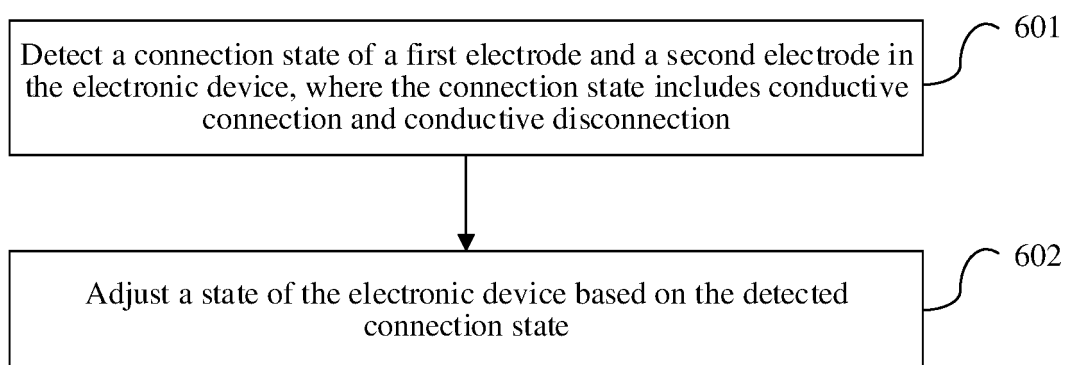 601
Detect a connection state of a first electrode and a second electrode in
the electronic device, where the connection state includes conductive
connection and conductive disconnection
602
Adjust a state of the electronic device based on the detected
connection state